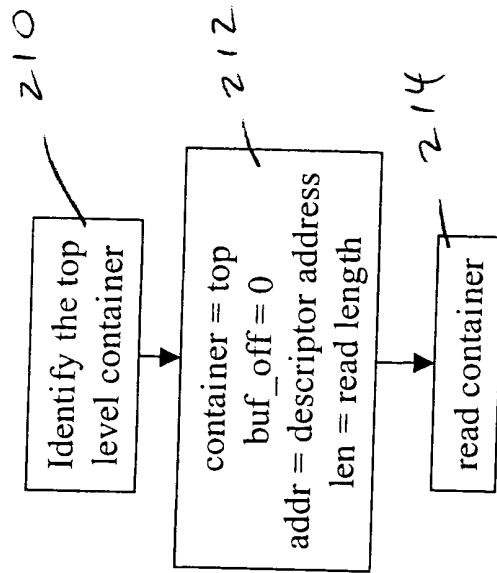 210
Identify the top
level container
212
container = top
buf_off = 0
addr = descriptor address
len = read length
214
read container